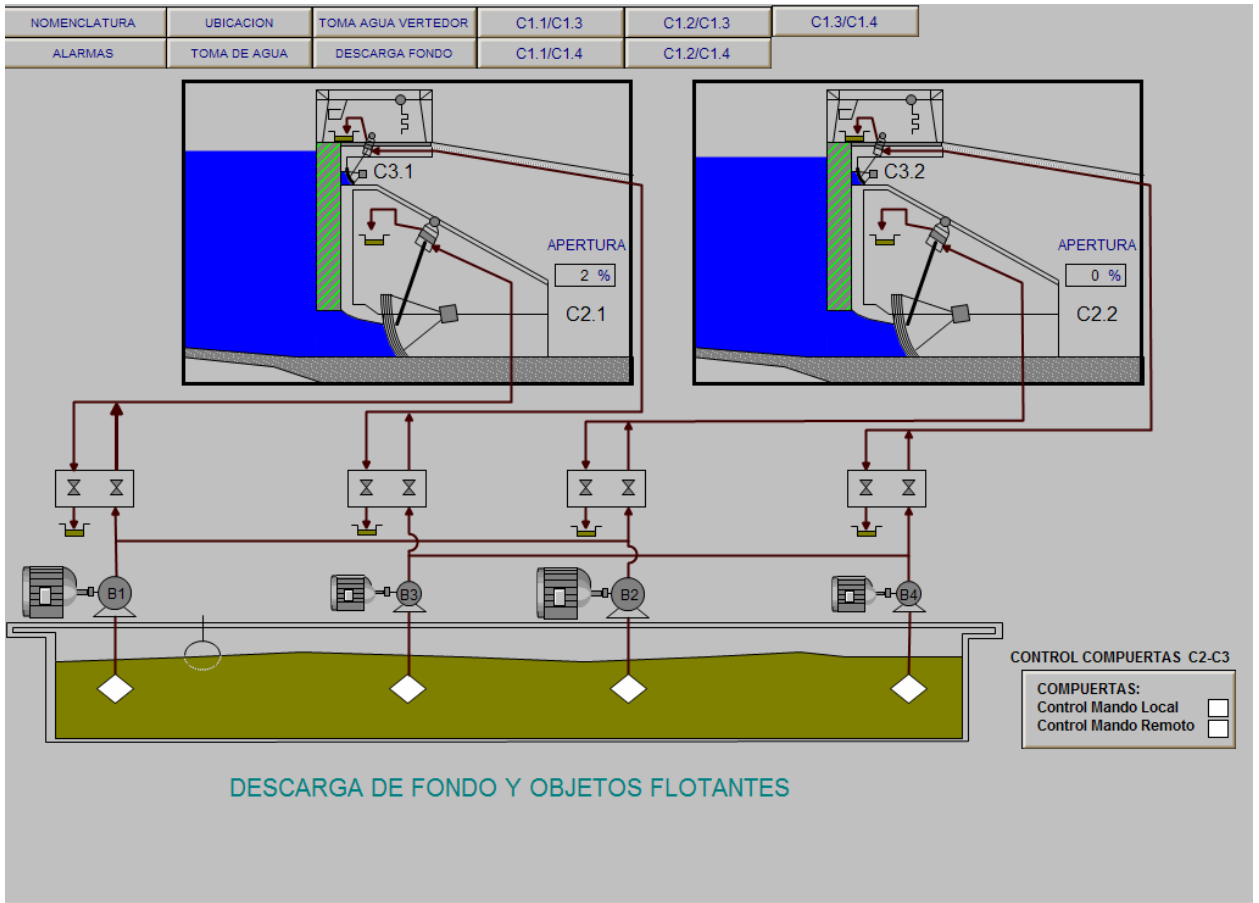 NOMENCLATURA UBICACION TOMA AGUA VERTEDOR C1.1/C1.3 C1.2/C1.3 C1.3/C1.4
ALARMAS TOMA DE AGUA DESCARGA FONDO C1.1/C1.4 C1.2/C1.4
C3.1
APERTURA
2 %
C2.1
C3.2
APERTURA
0 %
C2.2
B1
B3
B2
B4
CONTROL COMPUERTAS C2-C3
COMPUERTAS:
Control Mando Local
Control Mando Remoto
DESCARGA DE FONDO Y OBJETOS FLOTANTES